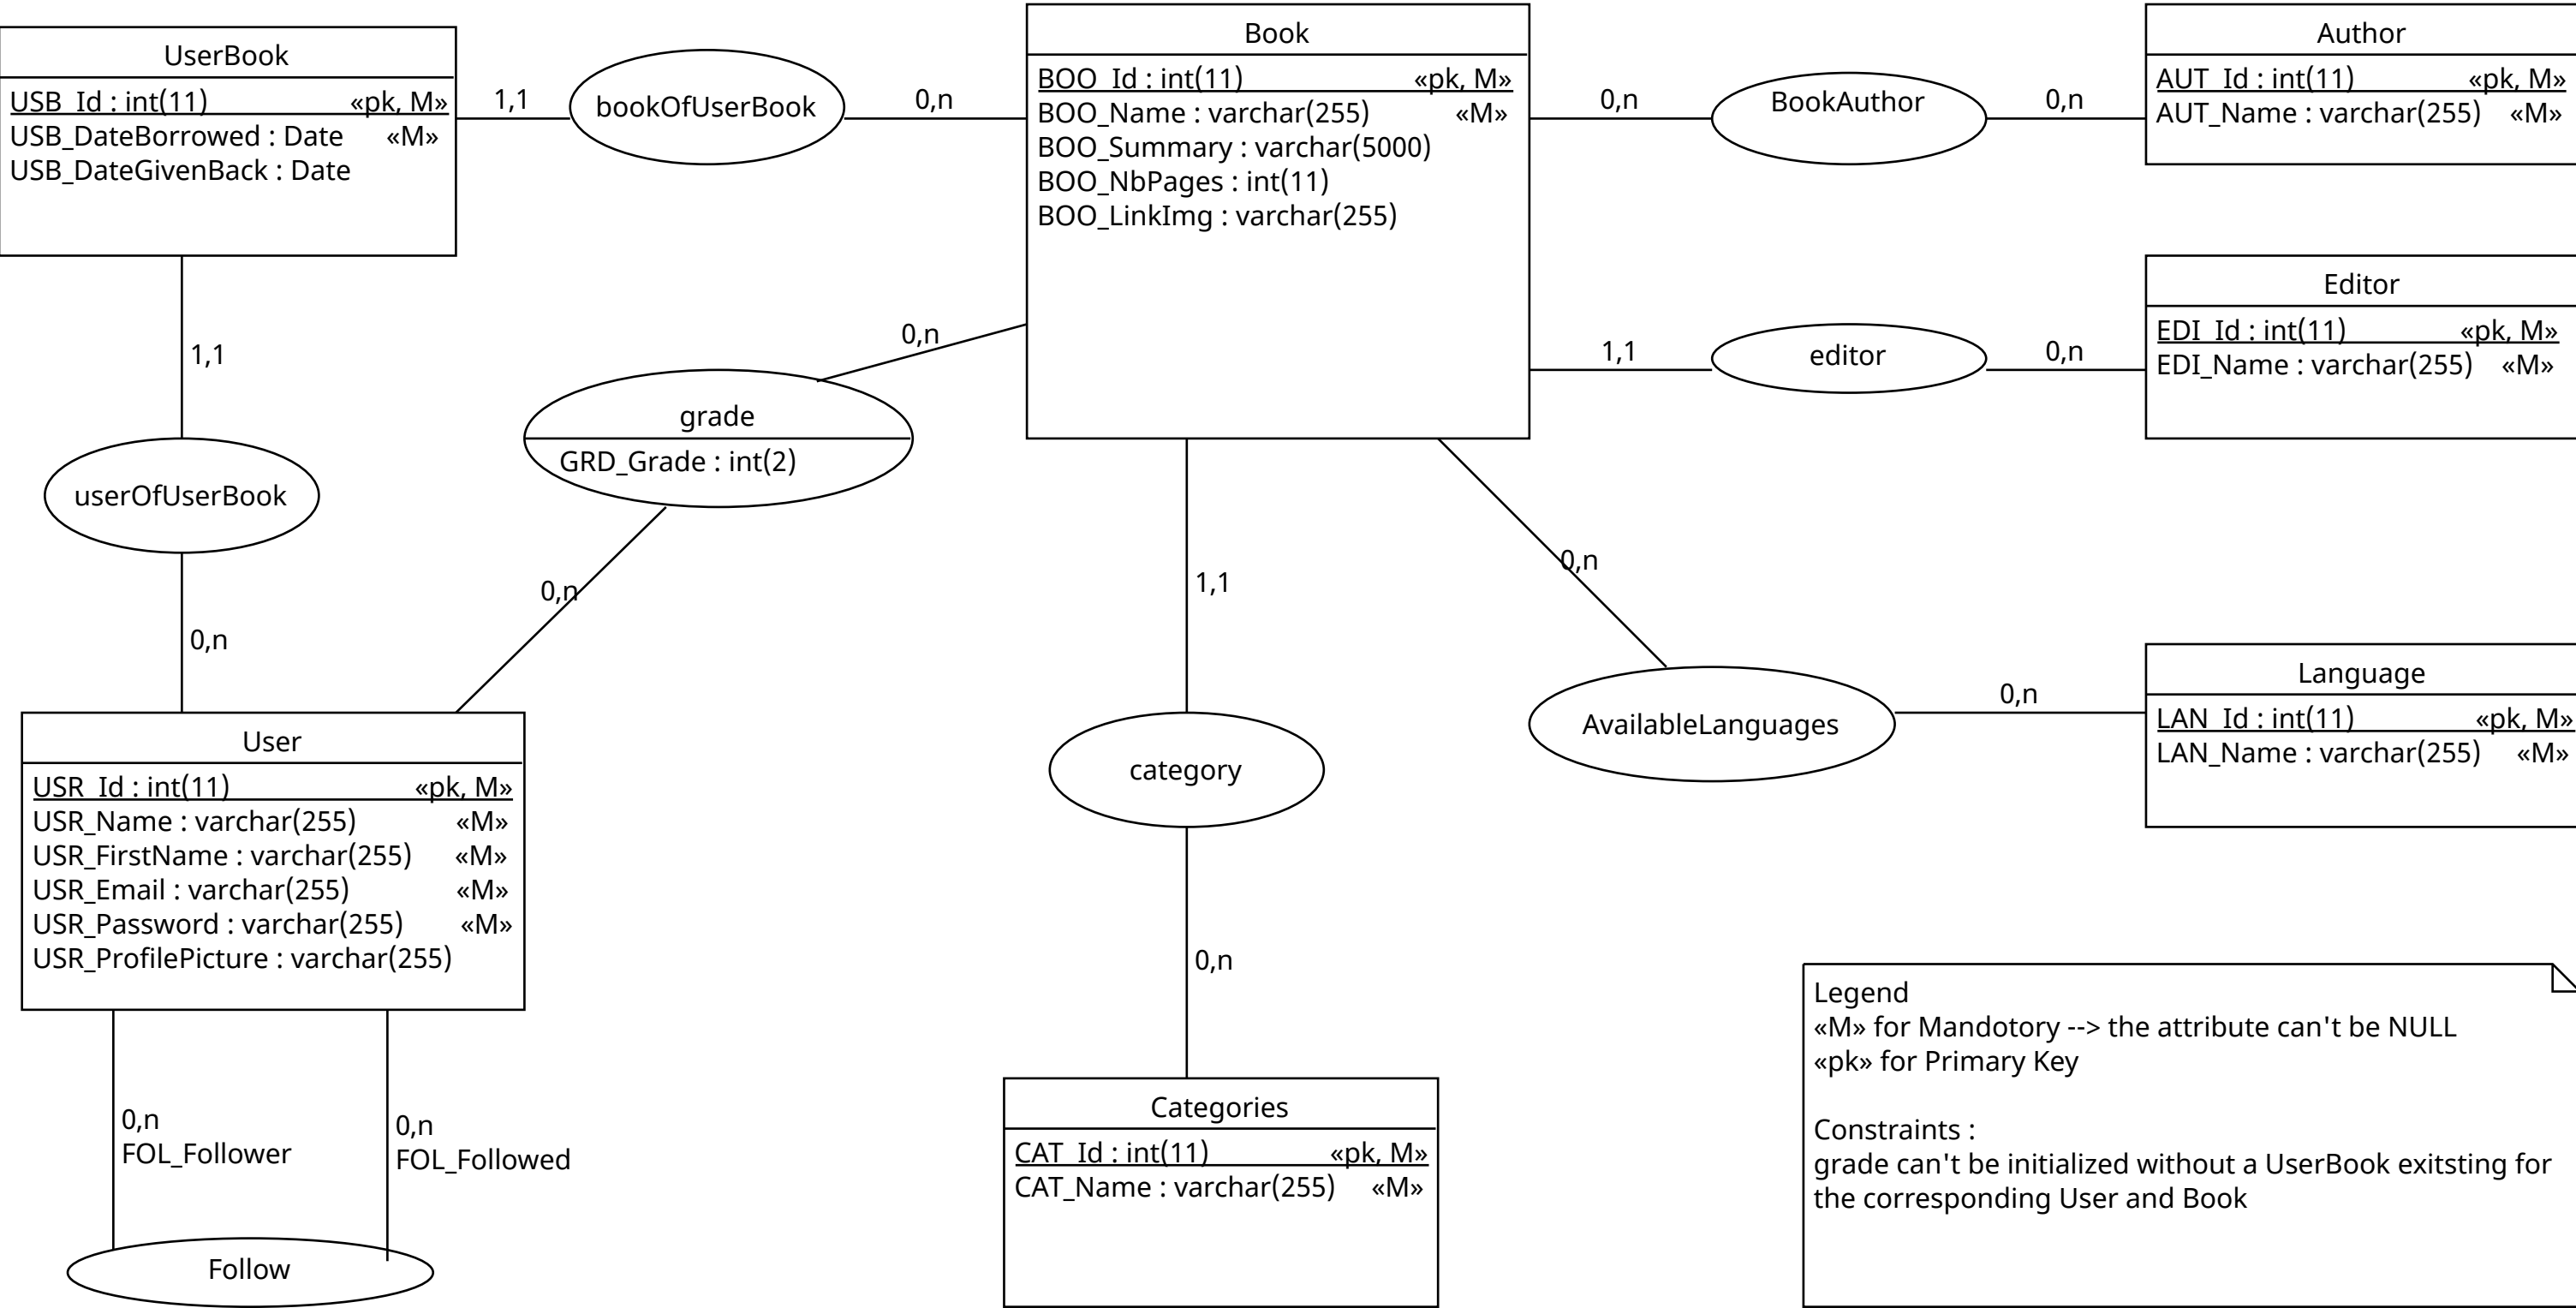 UserBook
USB_Id : int(11) «pk, M»
USB_DateBorrowed : Date «M»
USB_DateGivenBack : Date
1,1
bookOfUserBook
0,n
Book
BOO_Id : int(11) «pk, M»
BOO_Name : varchar(255) «M»
BOO_Summary : varchar(5000)
BOO_NbPages : int(11)
BOO_LinkImg : varchar(255)
0,n
BookAuthor
0,n
Author
AUT_Id : int(11) «pk, M»
AUT_Name : varchar(255) «M»
1,1
editor
0,n
Editor
EDI_Id : int(11) «pk, M»
EDI_Name : varchar(255) «M»
1,1
userOfUserBook
0,n
0,n
grade
GRD_Grade : int(2)
0,n
1,1
category
0,n
0,n
AvailableLanguages
0,n
Language
LAN_Id : int(11) «pk, M»
LAN_Name : varchar(255) «M»
User
USR_Id : int(11) «pk, M»
USR_Name : varchar(255) «M»
USR_FirstName : varchar(255) «M»
USR_Email : varchar(255) «M»
USR_Password : varchar(255) «M»
USR_ProfilePicture : varchar(255)
0,n
FOL_Follower
0,n
FOL_Followed
Follow
Categories
CAT_Id : int(11) «pk, M»
CAT_Name : varchar(255) «M»
Legend
«M» for Mandotory --> the attribute can't be NULL
«pk» for Primary Key
Constraints :
grade can't be initialized without a UserBook exitsting for
the corresponding User and Book